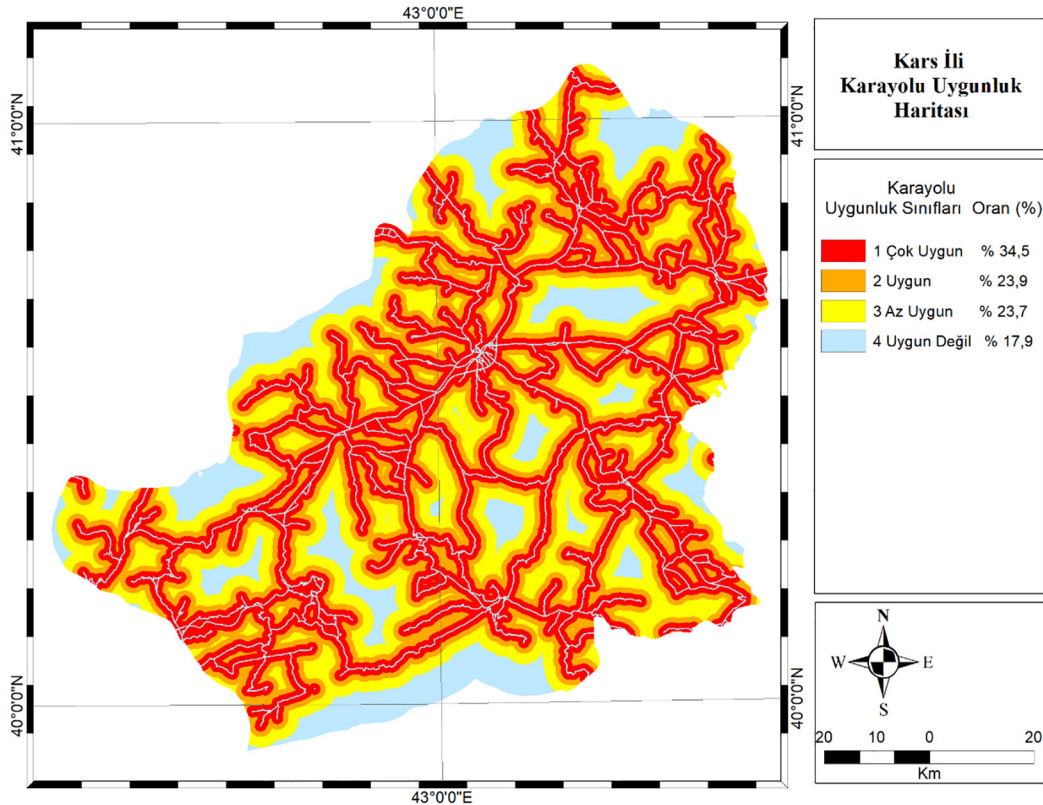 43°0'0"E
41°0'0"N
41°0'0"N
40°0'0"N
40°0'0"N
43°0'0"E
Kars İli
Karayolu Uygunluk
Haritası
Karayolu
Uygunluk Sınıfları Oran (%)
1 Çok Uygun % 34,5
2 Uygun % 23,9
3 Az Uygun % 23,7
4 Uygun Değil % 17,9
N
W E
S
20 10 0 20
Km